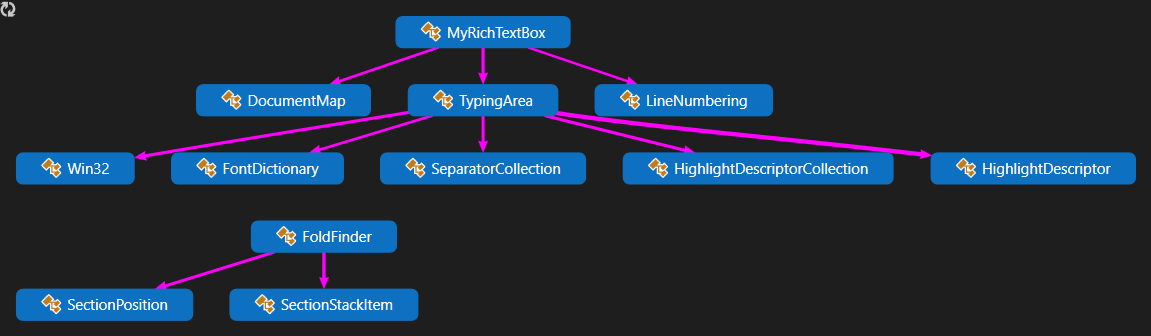 MyRichTextBox
DocumentMap
TypingArea
LineNumbering
Win32
FontDictionary
SeparatorCollection
HighlightDescriptorCollection
HighlightDescriptor
FoldFinder
SectionPosition
SectionStackItem